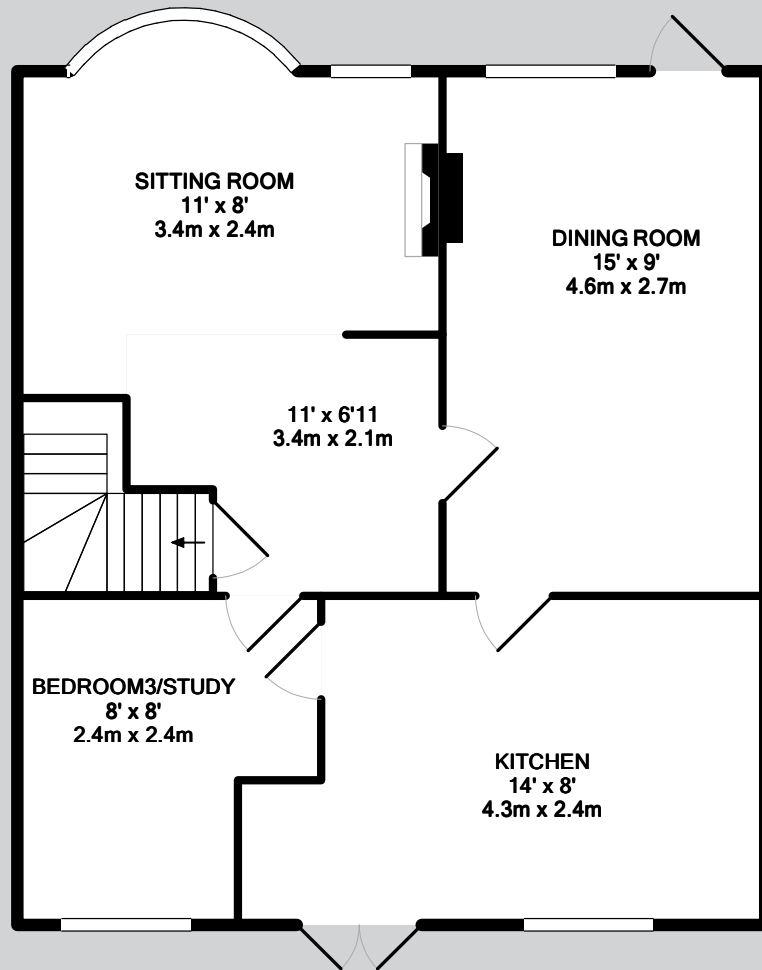 SITTING ROOM
11' x 8'
3.4m x 2.4m
DINING ROOM
15' x 9'
4.6m x 2.7m
11' x 6'11
3.4m x 2.1m
BEDROOM3/STUDY
8' x 8'
2.4m x 2.4m
KITCHEN
14' x 8'
4.3m x 2.4m